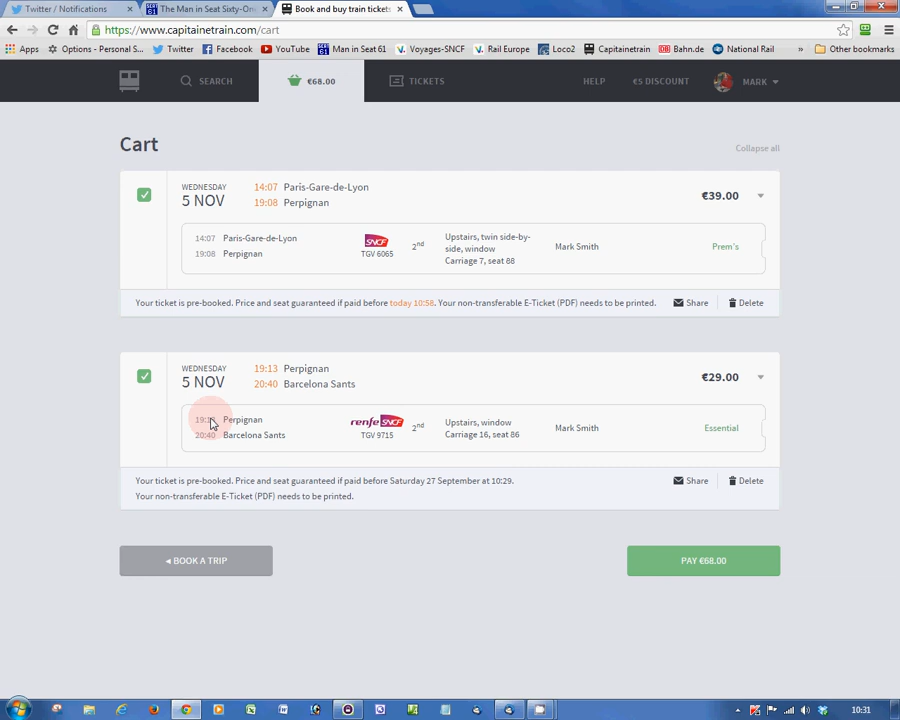 Twitter / Notifications
The Man in Seat Sixty-On
Book and buy train tickets
https://www.capitainetrain.com/cart
Apps
Options - Personal S...
Twitter
Facebook
YouTube
Man in Seat 61
Voyages-SNCF
Rail Europe
Loco2
Capitainetrain
Bahn.de
National Rail
»
Other bookmarks
SEARCH
€68.00
TICKETS
HELP
€5 DISCOUNT
MARK
Cart
Collapse all
WEDNESDAY
5 NOV
14:07 Paris-Gare-de-Lyon
19:08 Perpignan
€39.00
14:07 Paris-Gare-de-Lyon
19:08 Perpignan
SNCF
TGV 6065
2nd
Upstairs, twin side-by-
side, window
Carriage 7, seat 88
Mark Smith
Prem's
Your ticket is pre-booked. Price and seat guaranteed if paid before today 10:58. Your non-transferable E-Ticket (PDF) needs to be printed.
Share
Delete
WEDNESDAY
5 NOV
19:13 Perpignan
20:40 Barcelona Sants
€29.00
Perpignan
20:40 Barcelona Sants
renfe SNCF
TGV 9715
2nd
Upstairs, window
Carriage 16, seat 86
Mark Smith
Essential
Your ticket is pre-booked. Price and seat guaranteed if paid before Saturday 27 September at 10:29.
Your non-transferable E-Ticket (PDF) needs to be printed.
Share
Delete
BOOK A TRIP
PAY €68.00
10:31